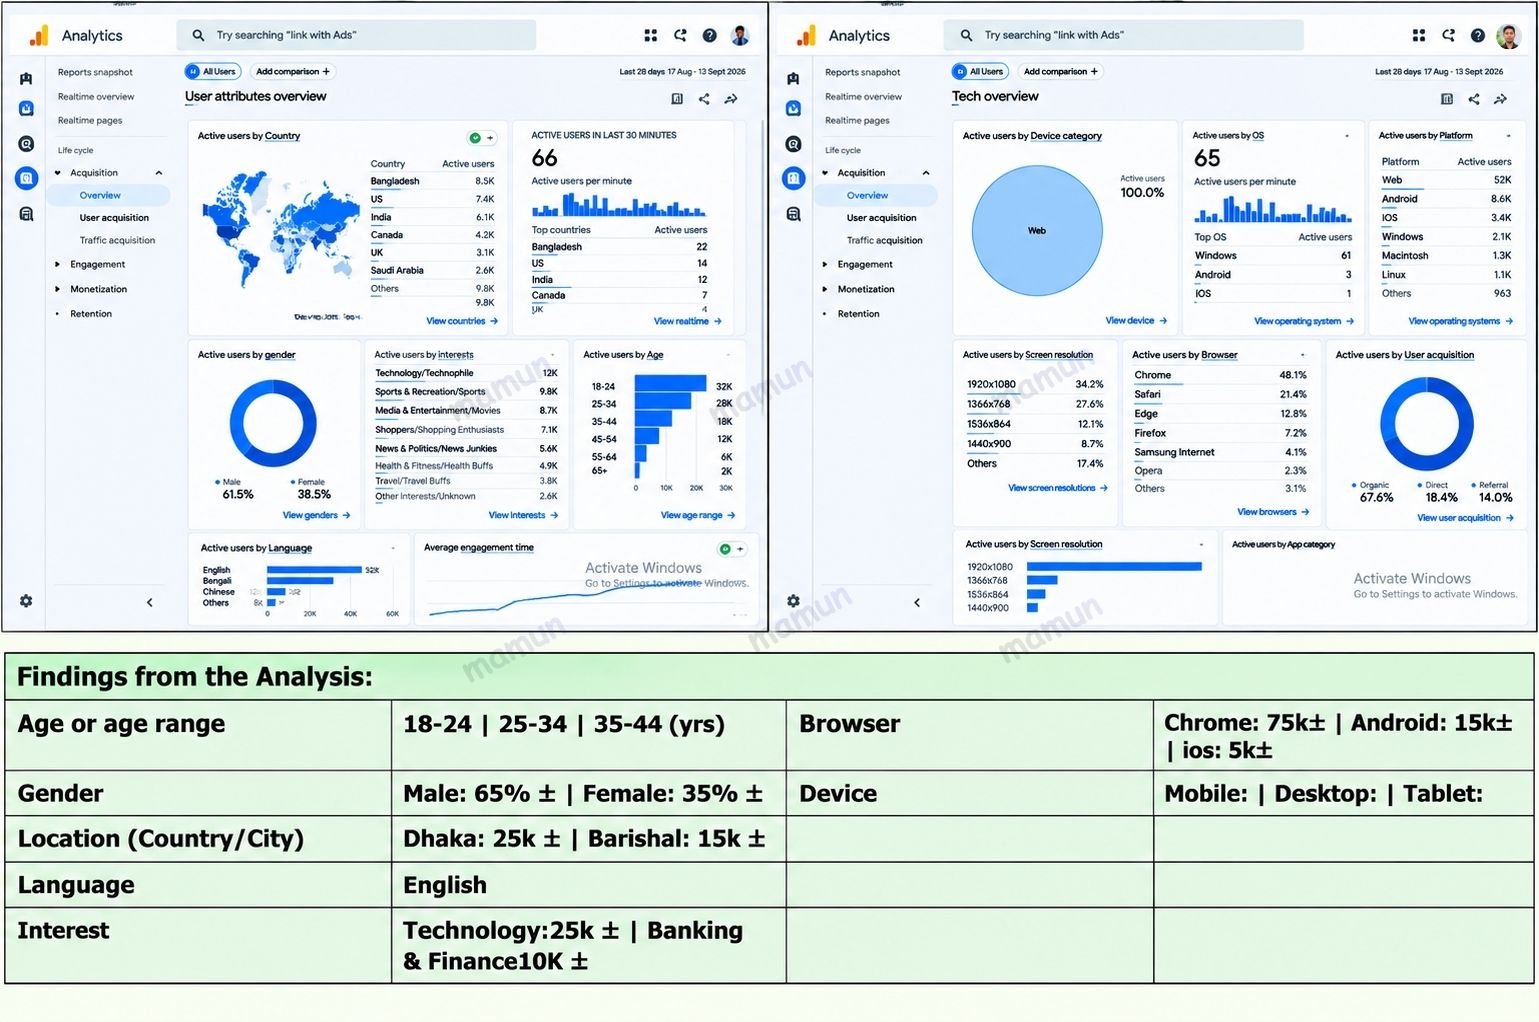 Analytics
Try searching "link with Ads"
Reports snapshot
Realtime overview
Realtime pages
Life cycle
Acquisition
Overview
User acquisition
Traffic acquisition
Engagement
Monetization
Retention
All Users
Add comparison +
Last 28 days 17 Aug - 13 Sept 2026
User attributes overview
Active users by Country
Country Active users
Bangladesh 8.5K
US 7.4K
India 6.1K
Canada 4.2K
UK 3.1K
Saudi Arabia 2.6K
Others 9.8K
9.8K
View countries →
ACTIVE USERS IN LAST 30 MINUTES
66
Active users per minute
Top countries Active users
Bangladesh 22
US 14
India 12
Canada 7
UK 4
View realtime →
Active users by gender
Male 61.5%
Female 38.5%
View genders →
Active users by interests
Technology/Technophile 12K
Sports & Recreation/Sports 9.8K
Media & Entertainment/Movies 8.7K
Shoppers/Shopping Enthusiasts 7.1K
News & Politics/News Junkies 5.6K
Health & Fitness/Health Buffs 4.9K
Travel/Travel Buffs 3.8K
Other interests/Unknown 2.6K
View interests →
Active users by Age
18-24 32K
25-34 28K
35-44 18K
45-54 12K
55-64 6K
65+ 2K
0 10K 20K 30K
View age range →
Active users by Language
English
Bengali
Chinese
Others 8K
0 20K 40K 60K
Average engagement time
Activate Windows
Go to Settings to activate Windows.
Analytics
Try searching "link with Ads"
Reports snapshot
Realtime overview
Realtime pages
Life cycle
Acquisition
Overview
User acquisition
Traffic acquisition
Engagement
Monetization
Retention
All Users
Add comparison +
Last 28 days 17 Aug - 13 Sept 2026
Tech overview
Active users by Device category
Web
Active users
100.0%
View device →
Active users by OS
65
Active users per minute
Top OS Active users
Windows 61
Android 3
IOS 1
View operating system →
Active users by Platform
Platform Active users
Web 52K
Android 8.6K
IOS 3.4K
Windows 2.1K
Macintosh 1.3K
Linux 1.1K
Others 963
View operating systems →
Active users by Screen resolution
1920x1080 34.2%
1366x768 27.6%
1536x864 12.1%
1440x900 8.7%
Others 17.4%
View screen resolutions →
Active users by Browser
Chrome 48.1%
Safari 21.4%
Edge 12.8%
Firefox 7.2%
Samsung Internet 4.1%
Opera 2.3%
Others 3.1%
View browsers →
Active users by User acquisition
Organic 67.6%
Direct 18.4%
Referral 14.0%
View user acquisition →
Active users by Screen resolution
1920x1080
1366x768
1536x864
1440x900
Active users by App category
Activate Windows
Go to Settings to activate Windows.
mamun
mamun
mamun
mamun
mamun
mamun
Findings from the Analysis:
Age or age range 18-24 | 25-34 | 35-44 (yrs) Browser Chrome: 75k± | Android: 15k±
| ios: 5k±
Gender Male: 65% ± | Female: 35% ± Device Mobile: | Desktop: | Tablet:
Location (Country/City) Dhaka: 25k ± | Barishal: 15k ±
Language English
Interest Technology:25k ± | Banking
& Finance10K ±